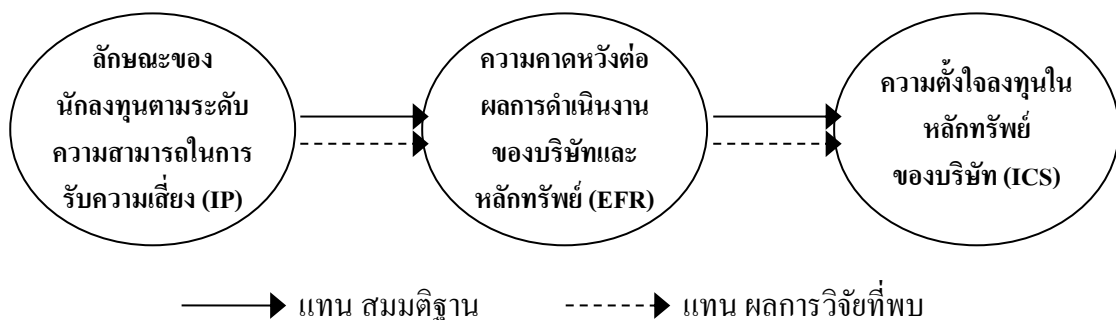 ลักษณะของ
นักลงทุนตามระดับ
ความสามารถในการ
รับความเสี่ยง (IP)
ความคาดหวังต่อ
ผลการดำเนินงาน
ของบริษัทและ
หลักทรัพย์ (EFR)
ความตั้งใจลงทุนใน
หลักทรัพย์
ของบริษัท (ICS)
แทน สมมติฐาน
แทน ผลการวิจัยที่พบ